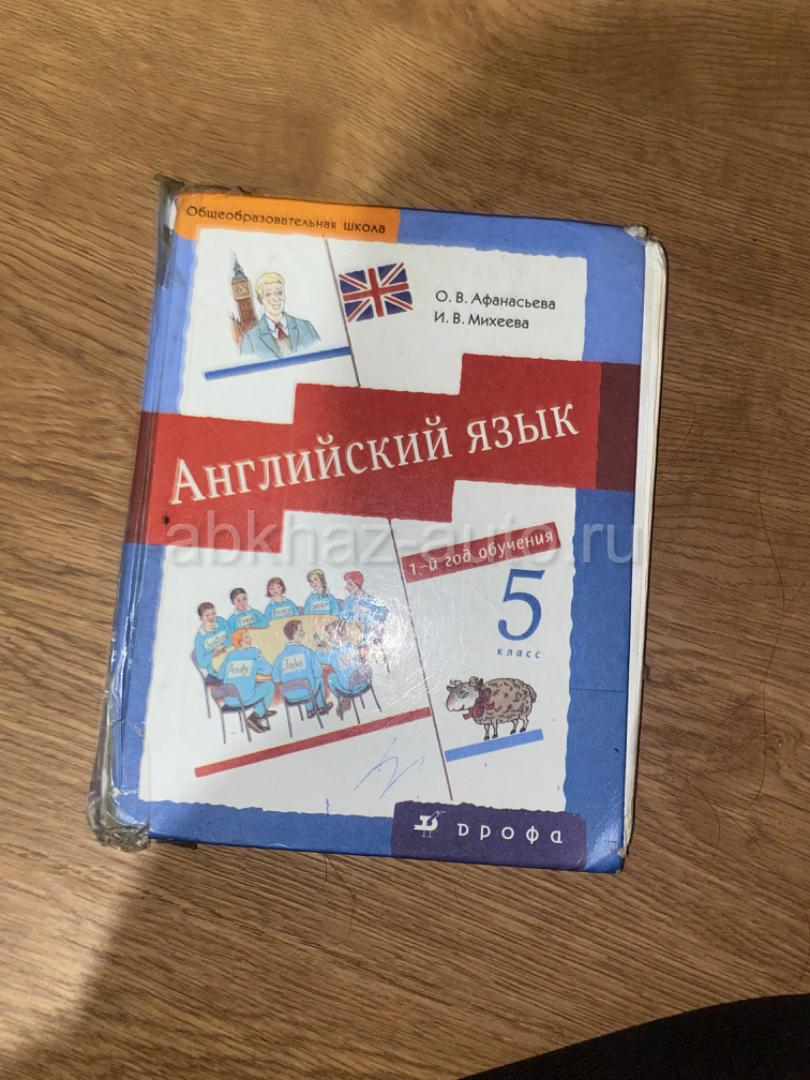 Общеобразовательная школа
О. В. Афанасьева
И. В. Михеева
Английский язык
abkhaz-auto.ru
1-й год обучения
5
класс
Andy
Jake
дрофа